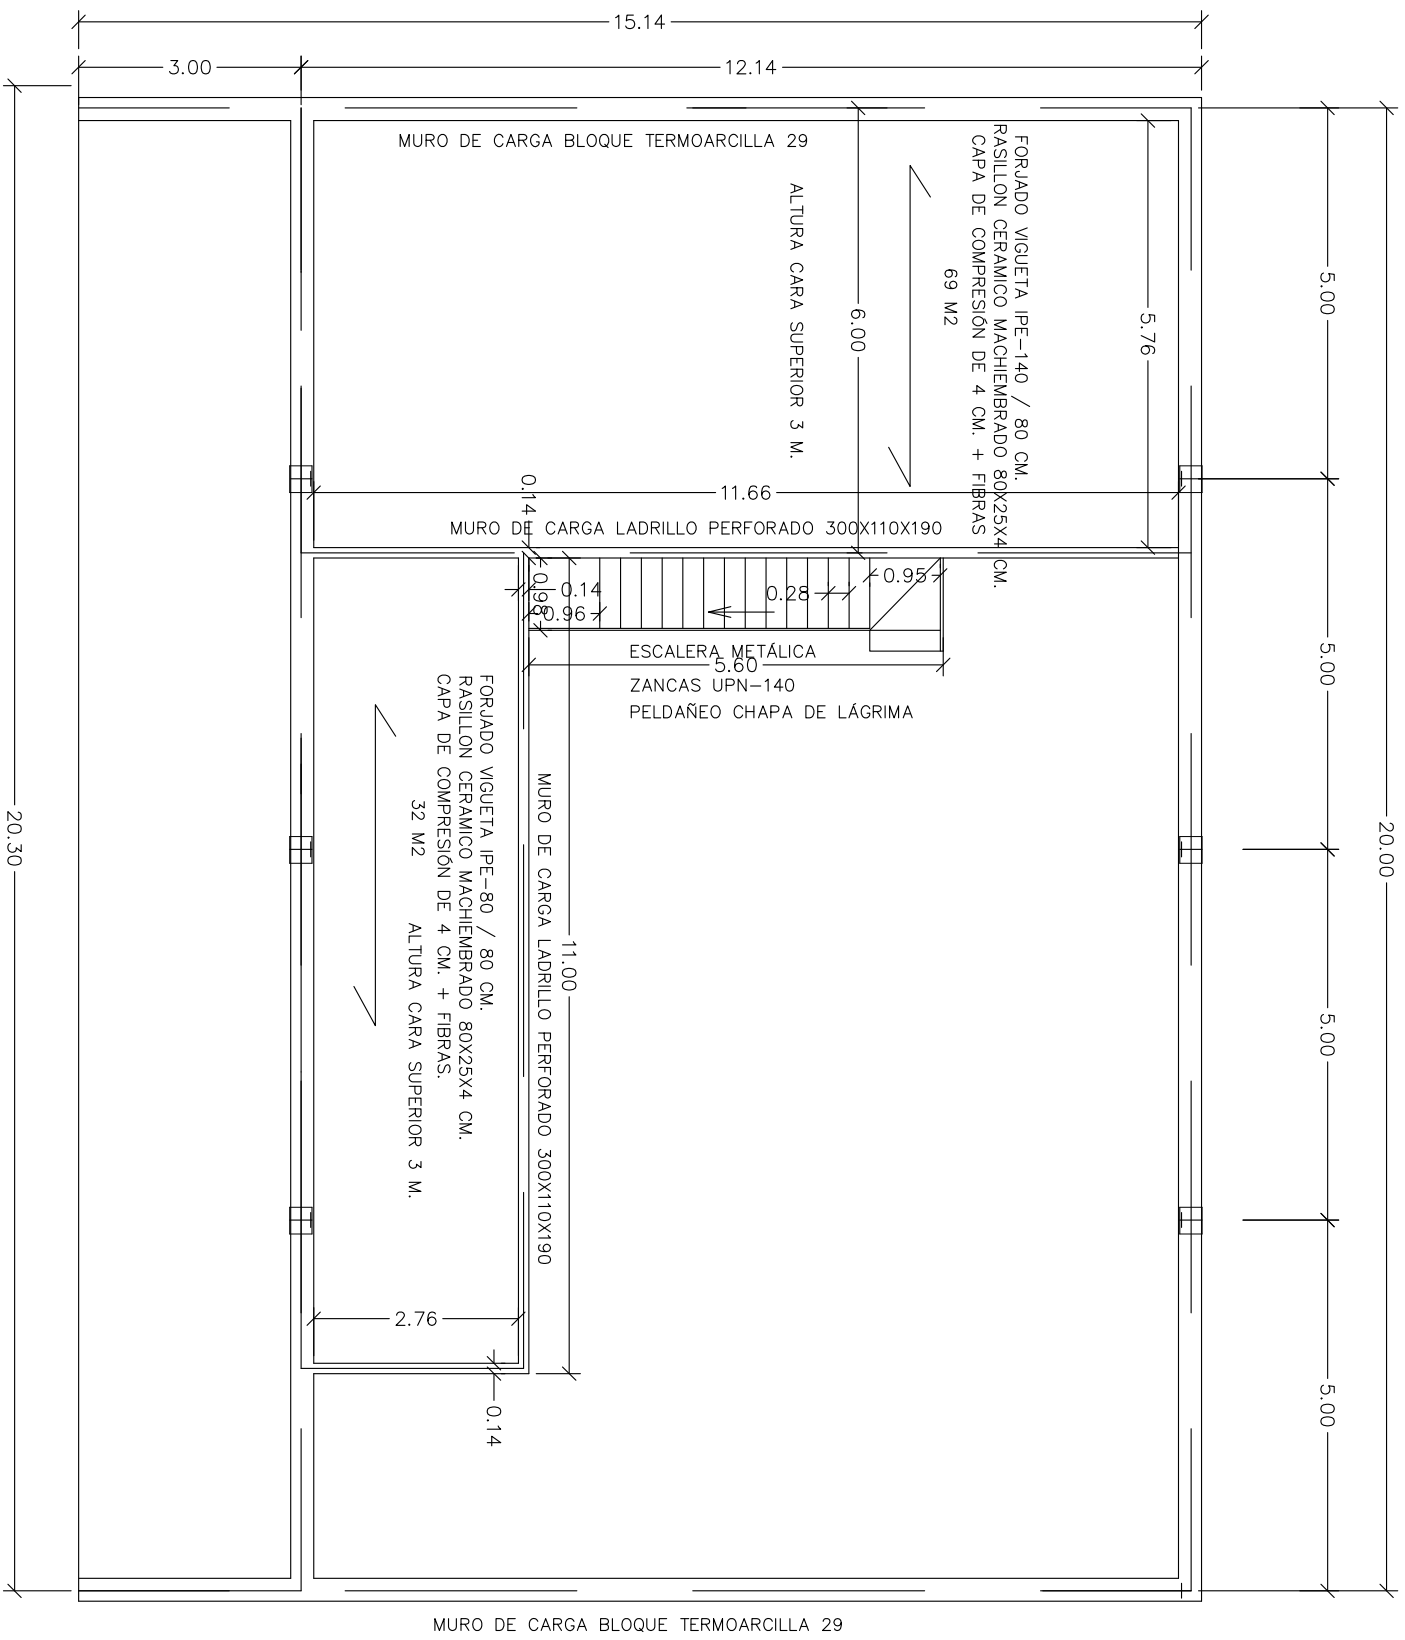 15.14
3.00
12.14
MURO DE CARGA BLOQUE TERMOARCILLA 29
FORJADO VIGUETA IPE-140 / 80 CM.
RASILLON CERAMICO MACHIEMBRADO 80X25X4 CM.
CAPA DE COMPRESIÓN DE 4 CM. + FIBRAS
69 M2
ALTURA CARA SUPERIOR 3 M.
6.00
5.76
5.00
11.66
0.14
MURO DE CARGA LADRILLO PERFORADO 300X110X190
0.98
0.14
0.96
0.28
0.95
ESCALERA METÁLICA
5.60
ZANCAS UPN-140
PELDAÑEO CHAPA DE LÁGRIMA
5.00
FORJADO VIGUETA IPE-80 / 80 CM.
RASILLON CERAMICO MACHIEMBRADO 80X25X4 CM.
CAPA DE COMPRESIÓN DE 4 CM. + FIBRAS.
32 M2
ALTURA CARA SUPERIOR 3 M.
MURO DE CARGA LADRILLO PERFORADO 300X110X190
11.00
20.30
20.00
5.00
2.76
0.14
5.00
MURO DE CARGA BLOQUE TERMOARCILLA 29